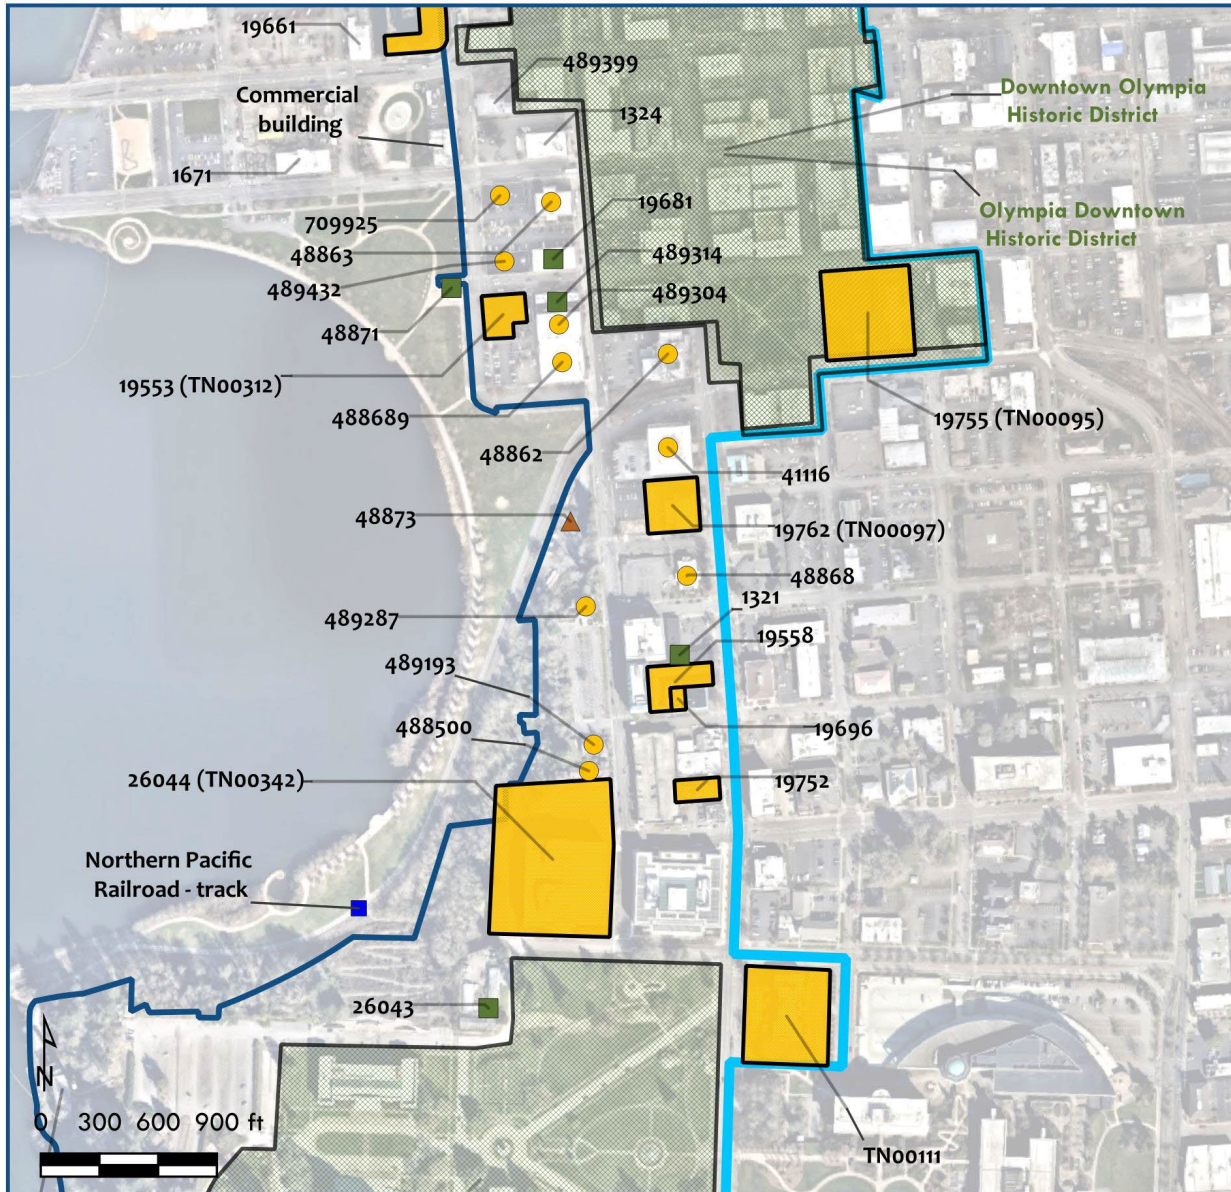 19661
489399
Commercial
building
1324
Downtown Olympia
Historic District
1671
709925
19681
Olympia Downtown
Historic District
48863
489314
489432
489304
48871
19553 (TN00312)
488689
48862
19755 (TN00095)
41116
48873
19762 (TN00097)
48868
1321
489287
19558
489193
488500
19696
26044 (TN00342)
19752
Northern Pacific
Railroad - track
26043
N
0 300 600 900 ft
TN00111